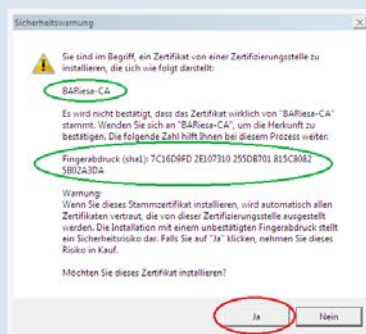 Sicherheitswarnung
Sie sind im Begriff, ein Zertifikat von einer Zertifizierungsstelle zu
installieren, die sich wie folgt darstellt:
BARiesa-CA
Es wird nicht bestätigt, dass das Zertifikat wirklich von "BARiesa-CA"
stammt. Wenden Sie sich an "BARiesa-CA", um die Herkunft zu
bestätigen. Die folgende Zahl hilft Ihnen bei diesem Prozess weiter:
Fingerabdruck (sha1): 7C16D9FD 2E107310 255DB701 815C8082
5B02A3DA
Warnung:
Wenn Sie dieses Stammzertifikat installieren, wird automatisch allen
Zertifikaten vertraut, die von dieser Zertifizierungsstelle ausgestellt
werden. Die Installation mit einem unbestätigten Fingerabdruck stellt
ein Sicherheitsrisiko dar. Falls Sie auf "Ja" klicken, nehmen Sie dieses
Risiko in Kauf.
Möchten Sie dieses Zertifikat installieren?
Ja
Nein